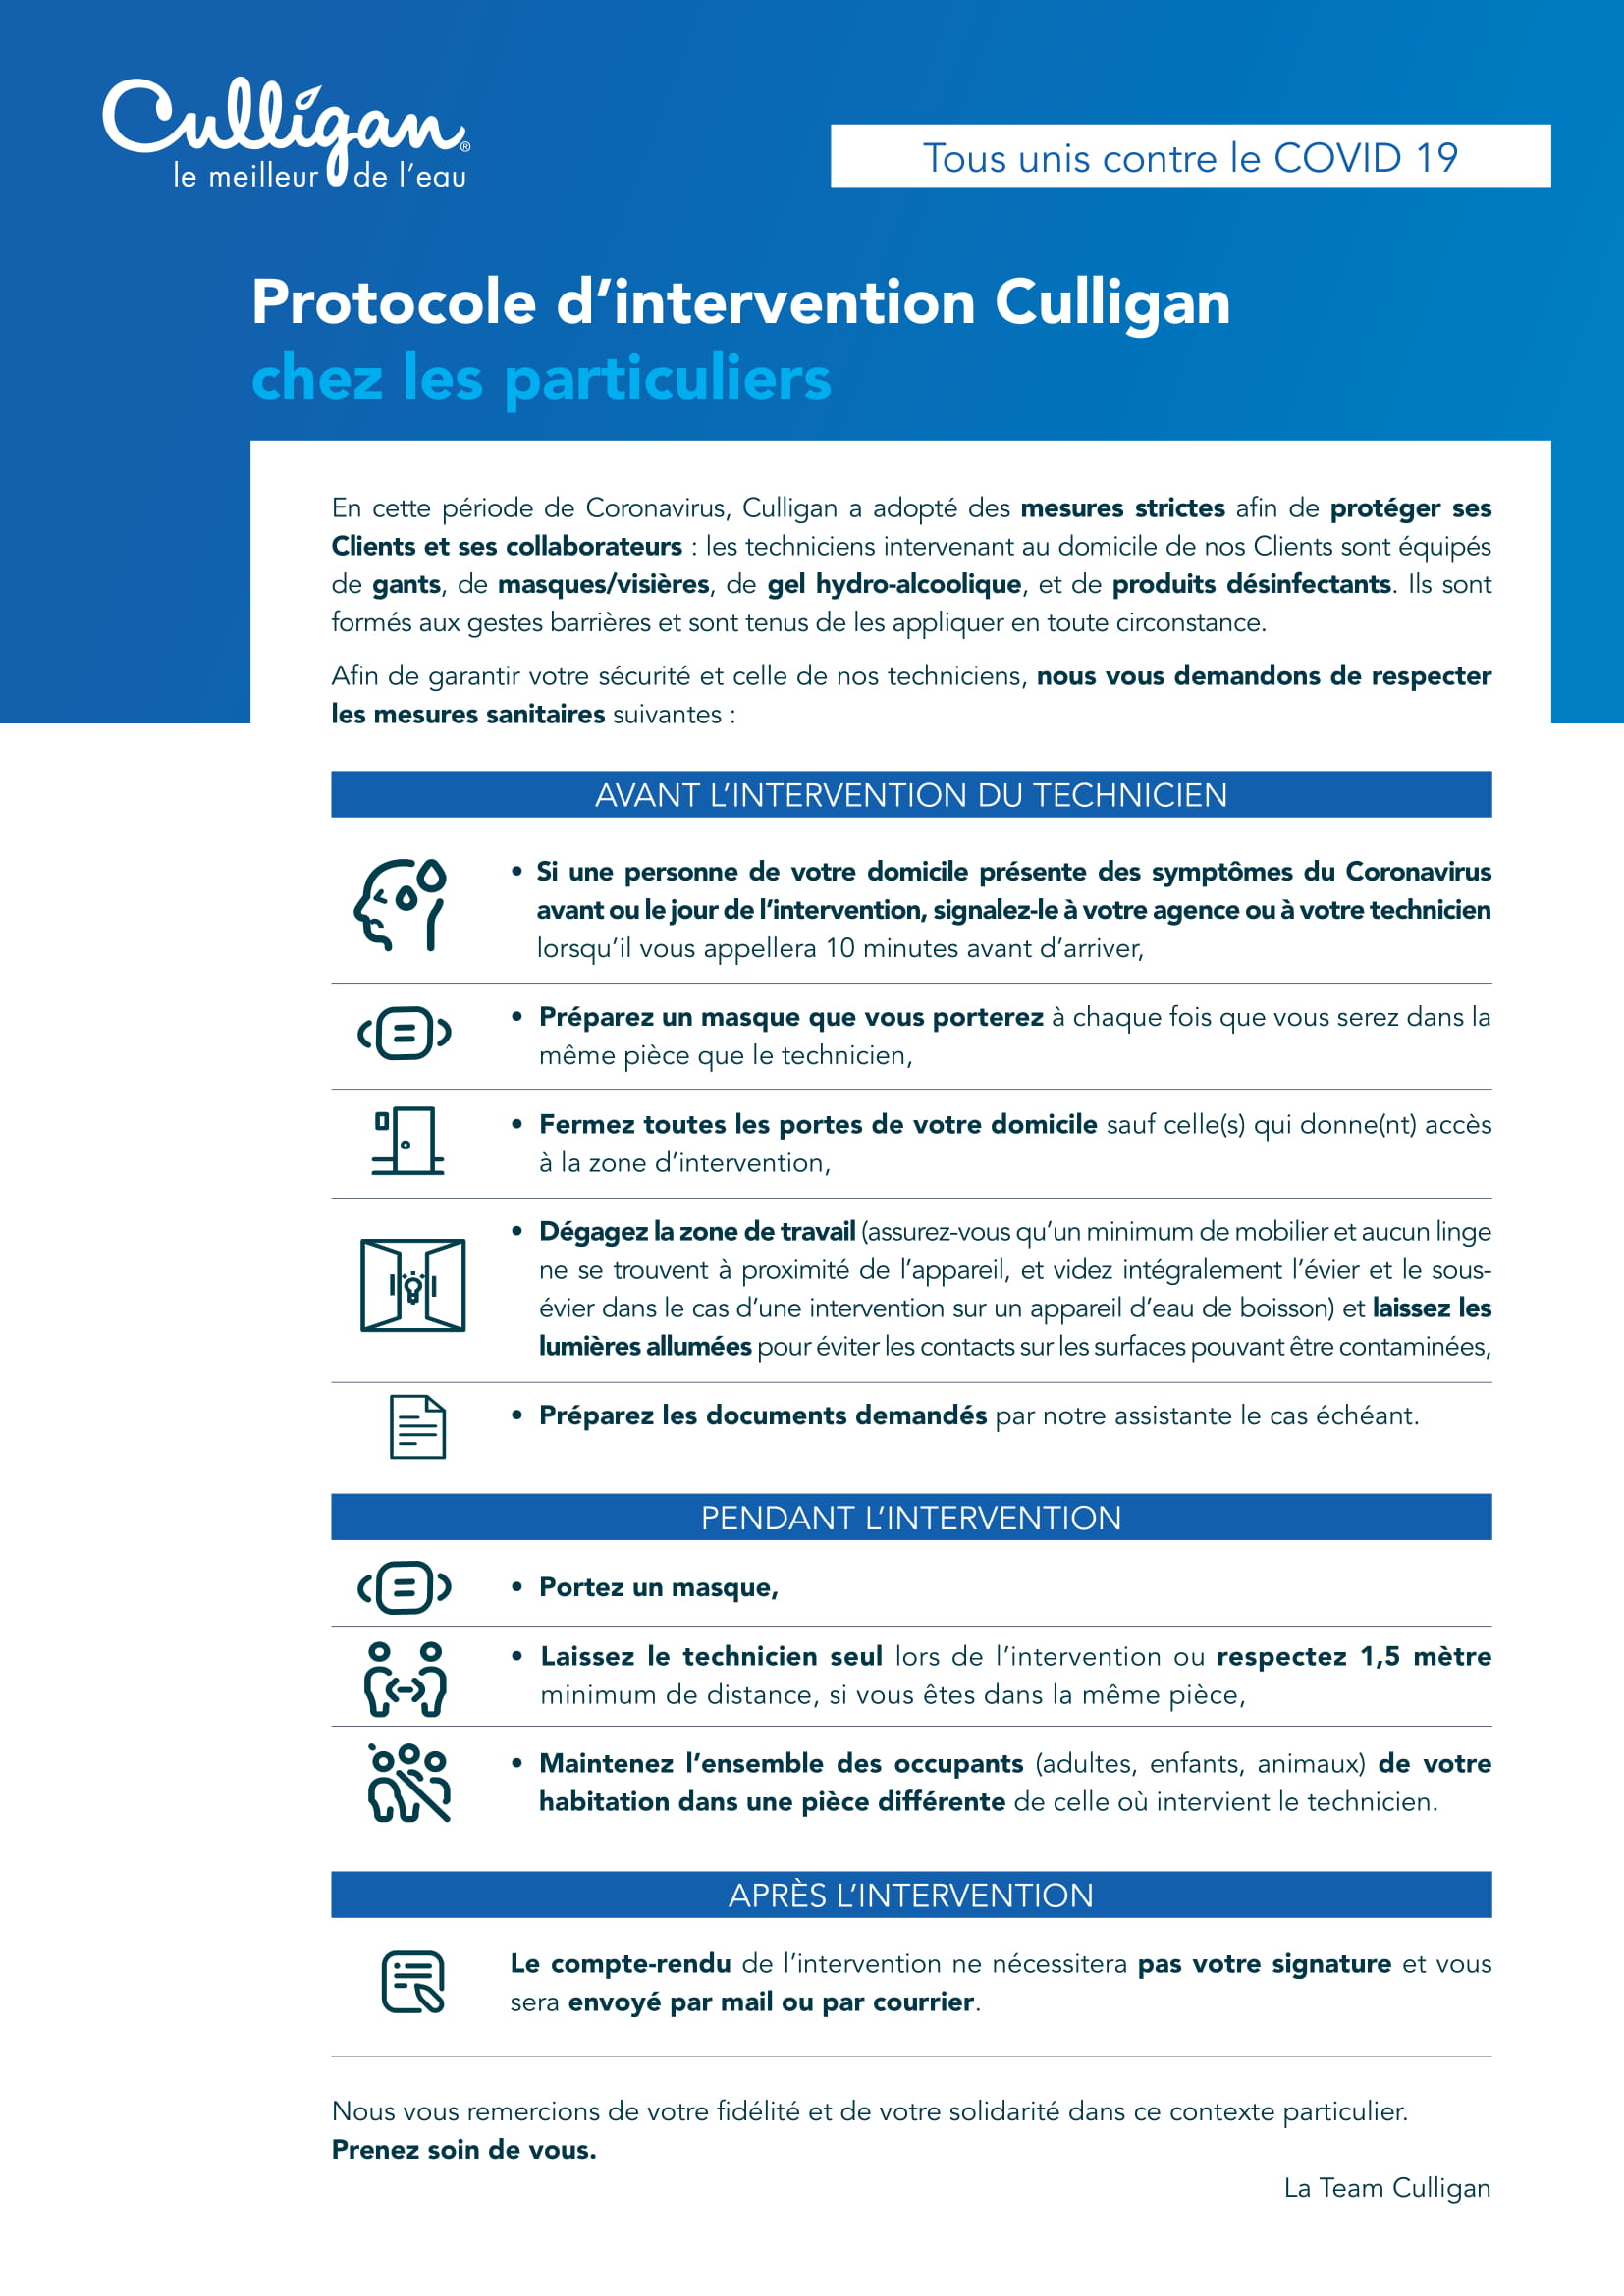 Culligan®
le meilleur de l'eau
Tous unis contre le COVID 19
Protocole d'intervention Culligan
chez les particuliers
En cette période de Coronavirus, Culligan a adopté des mesures strictes afin de protéger ses
Clients et ses collaborateurs : les techniciens intervenant au domicile de nos Clients sont équipés
de gants, de masques/visières, de gel hydro-alcoolique, et de produits désinfectants. Ils sont
formés aux gestes barrières et sont tenus de les appliquer en toute circonstance.
Afin de garantir votre sécurité et celle de nos techniciens, nous vous demandons de respecter
les mesures sanitaires suivantes :
AVANT L'INTERVENTION DU TECHNICIEN
• Si une personne de votre domicile présente des symptômes du Coronavirus
avant ou le jour de l'intervention, signalez-le à votre agence ou à votre technicien
lorsqu'il vous appellera 10 minutes avant d'arriver,
• Préparez un masque que vous porterez à chaque fois que vous serez dans la
même pièce que le technicien,
• Fermez toutes les portes de votre domicile sauf celle(s) qui donne(nt) accès
à la zone d'intervention,
• Dégagez la zone de travail (assurez-vous qu'un minimum de mobilier et aucun linge
ne se trouvent à proximité de l'appareil, et videz intégralement l'évier et le sous-
évier dans le cas d'une intervention sur un appareil d'eau de boisson) et laissez les
lumières allumées pour éviter les contacts sur les surfaces pouvant être contaminées,
• Préparez les documents demandés par notre assistante le cas échéant.
PENDANT L'INTERVENTION
• Portez un masque,
• Laissez le technicien seul lors de l'intervention ou respectez 1,5 mètre
minimum de distance, si vous êtes dans la même pièce,
• Maintenez l'ensemble des occupants (adultes, enfants, animaux) de votre
habitation dans une pièce différente de celle où intervient le technicien.
APRÈS L'INTERVENTION
Le compte-rendu de l'intervention ne nécessitera pas votre signature et vous
sera envoyé par mail ou par courrier.
Nous vous remercions de votre fidélité et de votre solidarité dans ce contexte particulier.
Prenez soin de vous.
La Team Culligan